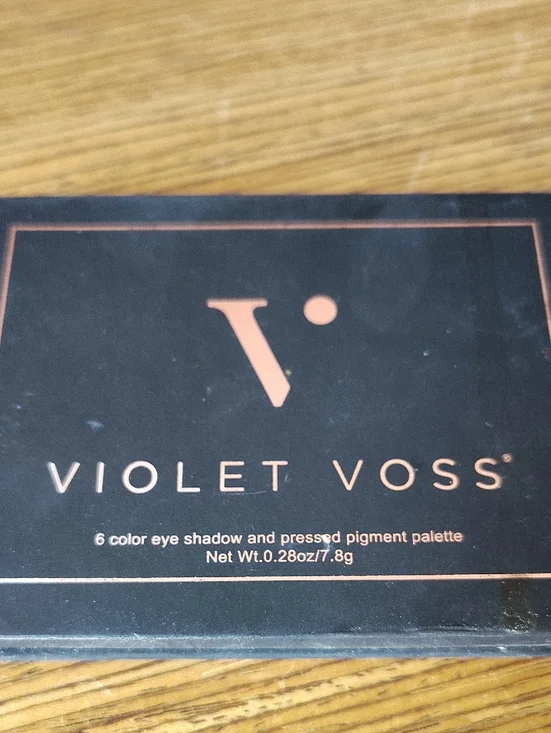 VIOLET VOSS®
6 color eye shadow and pressed pigment palette
Net Wt.0.28oz/7.8g